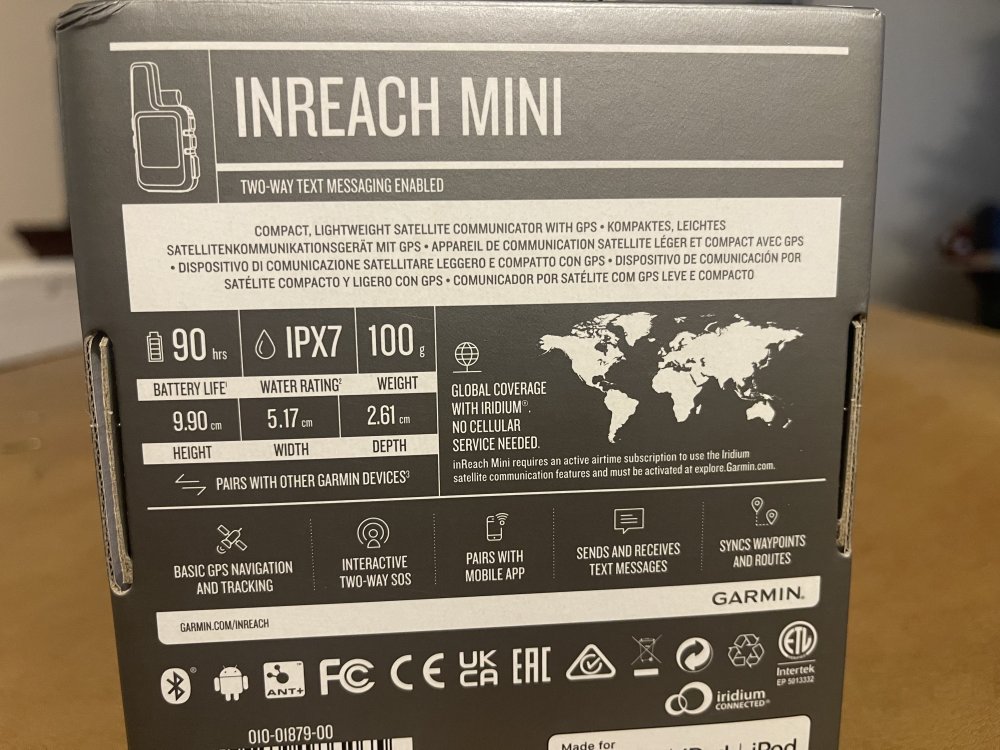 INREACH MINI
TWO-WAY TEXT MESSAGING ENABLED
COMPACT, LIGHTWEIGHT SATELLITE COMMUNICATOR WITH GPS • KOMPAKTES, LEICHTES
SATELLITENKOMMUNIKATIONSGERÄT MIT GPS • APPAREIL DE COMMUNICATION SATELLITE LÉGER ET COMPACT AVEC GPS
• DISPOSITIVO DI COMUNICAZIONE SATELLITARE LEGGERO E COMPATTO CON GPS • DISPOSITIVO DE COMUNICACIÓN POR
SATÉLITE COMPACTO Y LIGERO CON GPS • COMUNICADOR POR SATÉLITE COM GPS LEVE E COMPACTO
90 hrs
BATTERY LIFE¹
IPX7
WATER RATING²
100 g
WEIGHT
9.90 cm
HEIGHT
5.17 cm
WIDTH
2.61 cm
DEPTH
PAIRS WITH OTHER GARMIN DEVICES³
GLOBAL COVERAGE
WITH IRIDIUM®.
NO CELLULAR
SERVICE NEEDED.
inReach Mini requires an active airtime subscription to use the Iridium
satellite communication features and must be activated at explore.Garmin.com.
BASIC GPS NAVIGATION
AND TRACKING
INTERACTIVE
TWO-WAY SOS
PAIRS WITH
MOBILE APP
SENDS AND RECEIVES
TEXT MESSAGES
SYNCS WAYPOINTS
AND ROUTES
GARMIN.COM/INREACH
GARMIN®
ANT+
FC
CE
UK
CA
EAC
ETL
Intertek
EP 5013332
iridium
CONNECTED™
010-01879-00
Made for
iPod